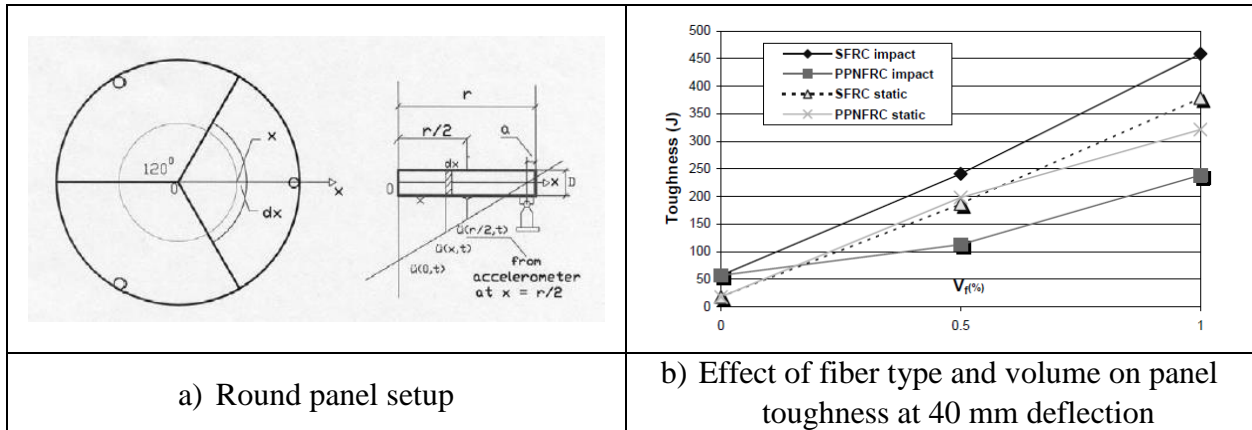 120⁰
0
x
dx
x
r
r/2
a
dx
0
x
D
x
ü(r/2,t)
ü(x,t)
ü(0,t)
from
accelerometer
at x = r/2
500
450
400
350
300
250
200
150
100
50
0
Toughness (J)
SFRC impact
PPNFRC impact
SFRC static
PPNFRC static
Vf(%)
0
0.5
1
a) Round panel setup
b) Effect of fiber type and volume on panel
toughness at 40 mm deflection